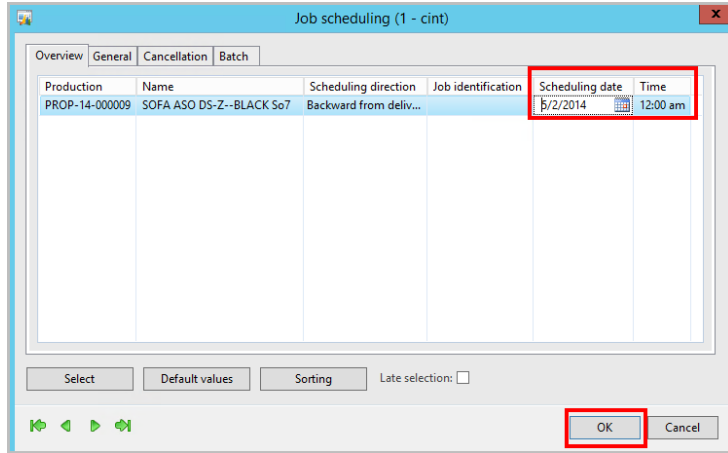 Job scheduling (1 - cint)
x
Overview General Cancellation Batch
Production Name Scheduling direction Job identification Scheduling date Time
PROP-14-000009 SOFA ASO DS-Z--BLACK So7 Backward from deliv... 5/2/2014 12:00 am
Select Default values Sorting Late selection:
OK Cancel